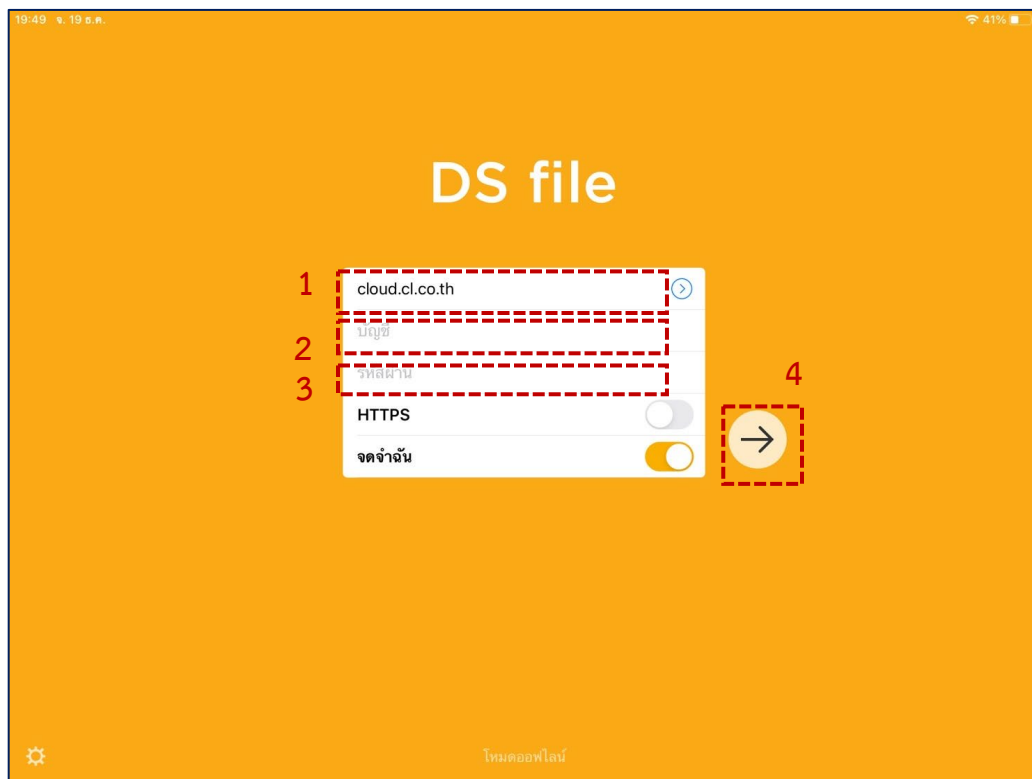 19:49 จ. 19 ธ.ค.
41%
DS file
1
cloud.cl.co.th
บัญชี
2
รหัสผ่าน
3
4
HTTPS
จดจำฉัน
โหมดออฟไลน์